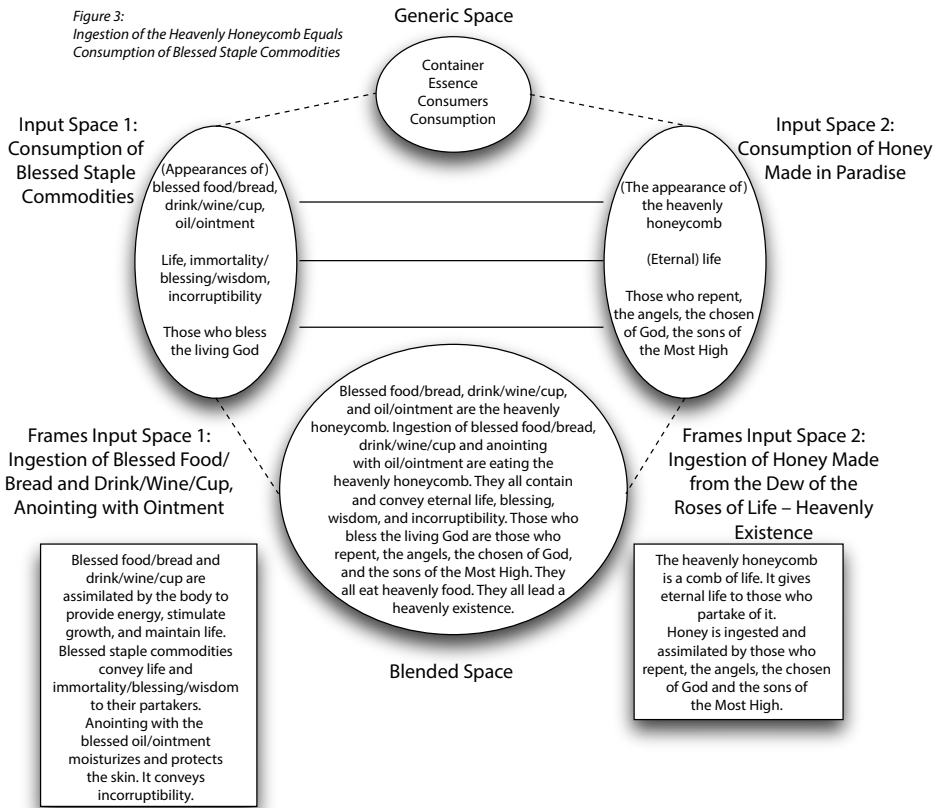 Figure 3:
Ingestion of the Heavenly Honeycomb Equals
Consumption of Blessed Staple Commodities
Generic Space
Container
Essence
Consumers
Consumption
Input Space 1:
Consumption of
Blessed Staple
Commodities
(Appearances of)
blessed food/bread,
drink/wine/cup,
oil/ointment
Life, immortality/
blessing/wisdom,
incorruptibility
Those who bless
the living God
Input Space 2:
Consumption of Honey
Made in Paradise
(The appearance of)
the heavenly
honeycomb
(Eternal) life
Those who repent,
the angels, the chosen
of God, the sons of
the Most High
Blessed food/bread, drink/wine/cup,
and oil/ointment are the heavenly
honeycomb. Ingestion of blessed food/bread,
drink/wine/cup and anointing
with oil/ointment are eating the
heavenly honeycomb. They all contain
and convey eternal life, blessing,
wisdom, and incorruptibility. Those who
bless the living God are those who
repent, the angels, the chosen of God,
and the sons of the Most High. They
all eat heavenly food. They all lead a
heavenly existence.
Blended Space
Frames Input Space 1:
Ingestion of Blessed Food/
Bread and Drink/Wine/Cup,
Anointing with Ointment
Blessed food/bread and
drink/wine/cup are
assimilated by the body to
provide energy, stimulate
growth, and maintain life.
Blessed staple commodities
convey life and
immortality/blessing/wisdom
to their partakers.
Anointing with the
blessed oil/ointment
moisturizes and protects
the skin. It conveys
incorruptibility.
Frames Input Space 2:
Ingestion of Honey Made
from the Dew of the
Roses of Life – Heavenly
Existence
The heavenly honeycomb
is a comb of life. It gives
eternal life to those who
partake of it.
Honey is ingested and
assimilated by those who
repent, the angels, the chosen
of God and the sons of
the Most High.